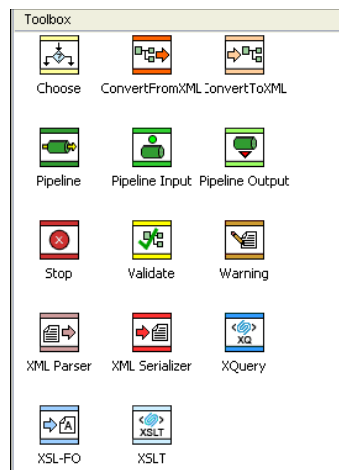 Toolbox
Choose ConvertFromXML ConvertToXML
Pipeline Pipeline Input Pipeline Output
Stop Validate Warning
XQ
XML Parser XML Serializer XQuery
A XSLT
XSL-FO XSLT